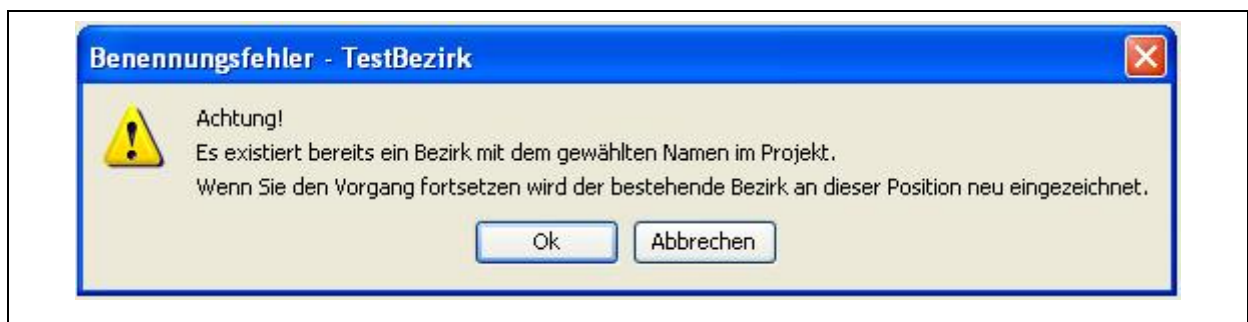 Benennungsfehler - TestBezirk
Achtung!
Es existiert bereits ein Bezirk mit dem gewählten Namen im Projekt.
Wenn Sie den Vorgang fortsetzen wird der bestehende Bezirk an dieser Position neu eingezeichnet.
Ok
Abbrechen